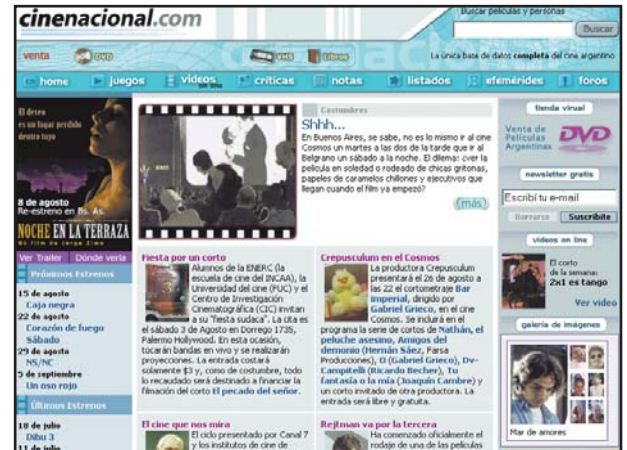 cinenacional.com
Buscar películas y personas
Buscar
venta
DVD
VHS
Libros
La única base de datos completa del cine argentino
home
juegos
videos
on line
críticas
notas
listados
efemérides
foros
El deseo
es un lugar perdido
dentro tuyo
8 de agosto
Re-estreno en Bs. As.
NOCHE EN LA TERRAZA
Un film de Jorge Zima
Ver Trailer
Dónde verla
Próximos Estrenos
15 de agosto
Caja negra
22 de agosto
Corazón de fuego
Sábado
29 de agosto
NS/NC
5 de septiembre
Un oso rojo
Últimos Estrenos
18 de julio
Dibu 3
11 de julio
Costumbres
Shhh...
En Buenos Aires, se sabe, no es lo mismo ir al cine
Cosmos un martes a las dos de la tarde que ir al
Belgrano un sábado a la noche. El dilema: ¿ver la
película en soledad o rodeado de chicas gritonas,
papeles de caramelos chillones y ejecutivos que
llegan cuando el film ya empezó?
(más)
Fiesta por un corto
Alumnos de la ENERC (la
escuela de cine del INCAA), la
Universidad del cine (FUC) y el
Centro de Investigación
Cinematográfica (CIC) invitan
a su "fiesta sudaca". La cita es
el sábado 3 de Agosto en Dorrego 1735,
Palermo Hollywood. En esta ocasión,
tocarán bandas en vivo y se realizarán
proyecciones. La entrada costará
solamente $3 y, como de costumbre, todo
lo recaudado será destinado a financiar la
filmación del corto El pecado del señor.
Crepusculum en el Cosmos
La productora Crepusculum
presentará el 26 de agosto a
las 22 el cortometraje Bar
imperial, dirigido por
Gabriel Grieco, en el cine
Cosmos. Se incluirá en el
programa la serie de cortos de Nathán, el
peluche asesino, Amigos del
demonio (Hernán Sáez, Farsa
Producciones), O (Gabriel Grieco), Dv-
Campitelli (Ricardo Becher), Tu
fantasía o la mía (Joaquín Cambre) y
un corto invitado de otra productora. La
entrada será libre y gratuita.
El cine que nos mira
El ciclo presentado por Canal 7
y los institutos de cine de
Rejtman va por la tercera
Ha comenzado oficialmente el
rodaje de una de las películas
tienda virual
Venta de
Películas
Argentinas
DVD
newsletter gratis
Escribí tu e-mail
Borrarse
Suscribite
videos on line
El corto
de la semana:
2x1 es tango
Ver video
galería de imágenes
Mar de amores